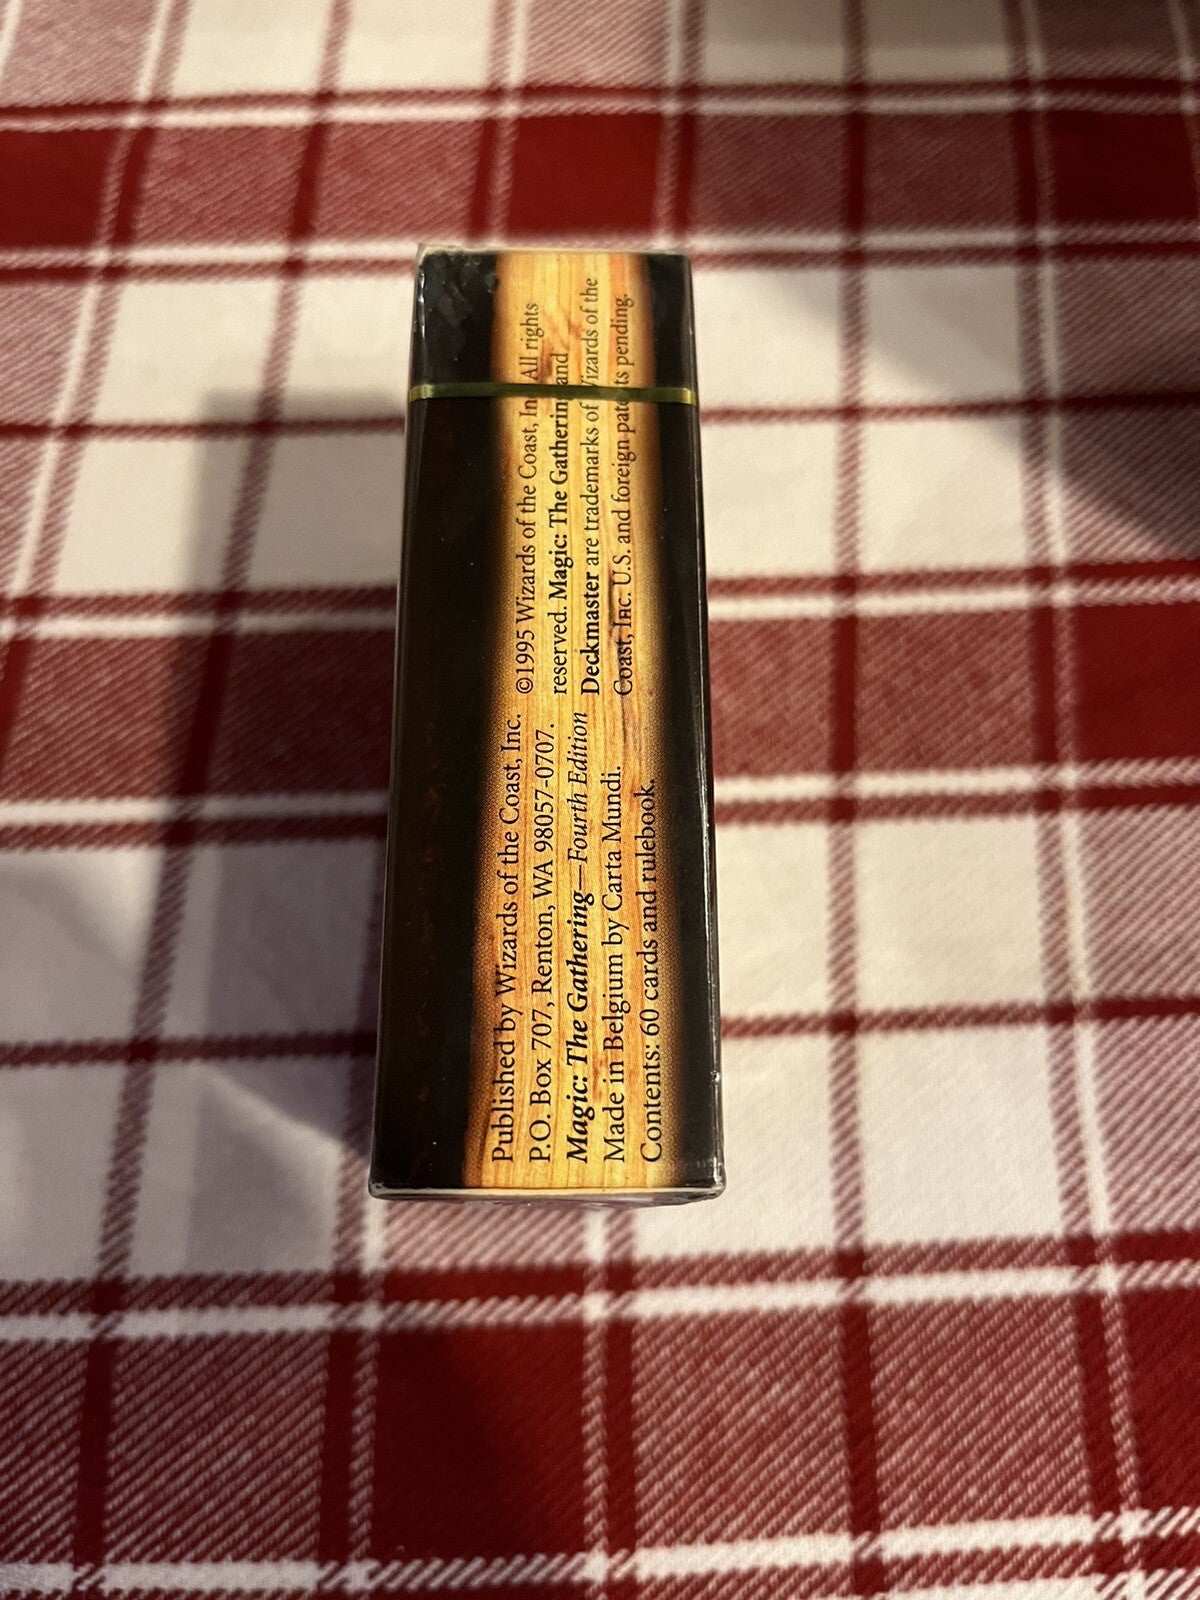 Published by Wizards of the Coast, Inc.
P.O. Box 707, Renton, WA 98057-0707.
Magic: The Gathering—Fourth Edition
Made in Belgium by Carta Mundi.
Contents: 60 cards and rulebook.
©1995 Wizards of the Coast, In All rights
reserved. Magic: The Gatherin and
Deckmaster are trademarks of Wizards of the
Coast, Inc. U.S. and foreign patents pending.